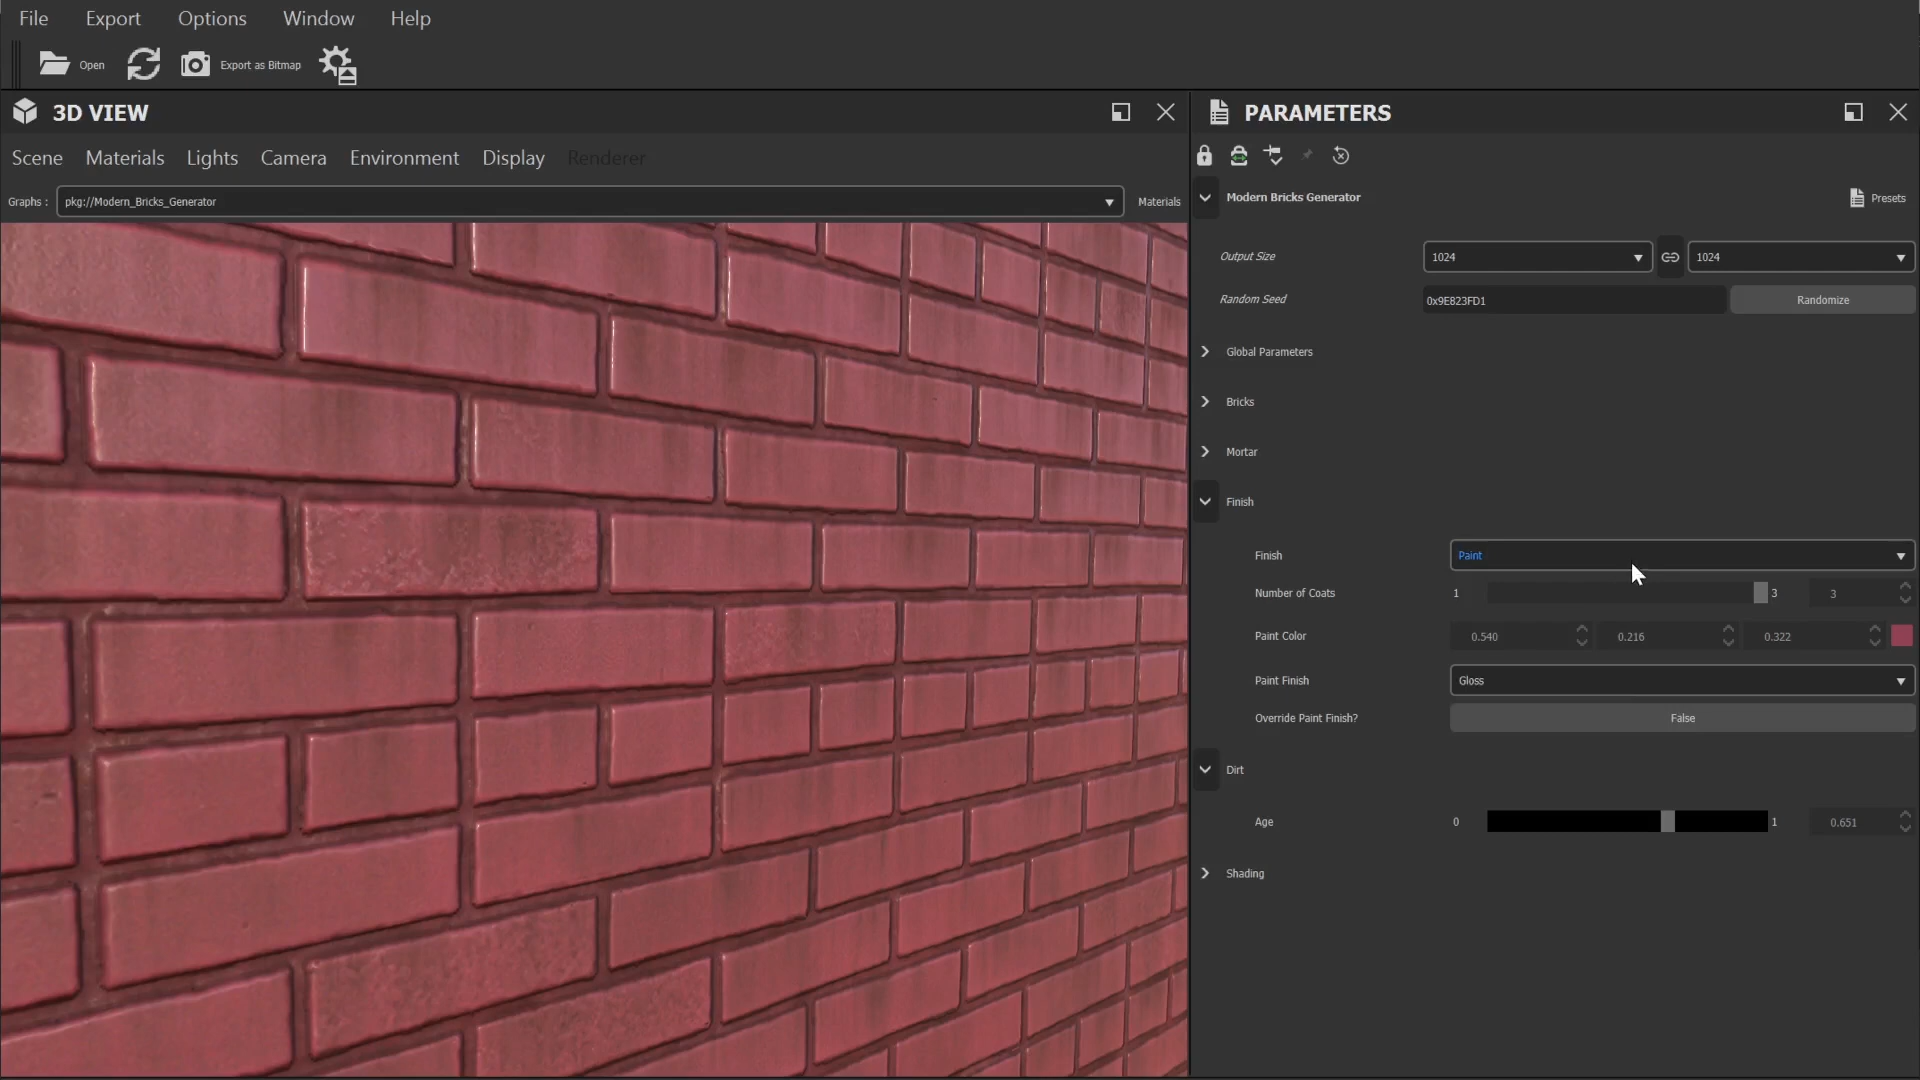 File Export Options Window Help
Open Export as Bitmap
3D VIEW
Scene Materials Lights Camera Environment Display Renderer
Graphs : pkg://Modern_Bricks_Generator Materials
PARAMETERS
Modern Bricks Generator Presets
Output Size 1024 1024
Random Seed 0x9E823FD1 Randomize
Global Parameters
Bricks
Mortar
Finish
Finish Paint
Number of Coats 1 3 3
Paint Color 0.540 0.216 0.322
Paint Finish Gloss
Override Paint Finish? False
Dirt
Age 0 1 0.651
Shading